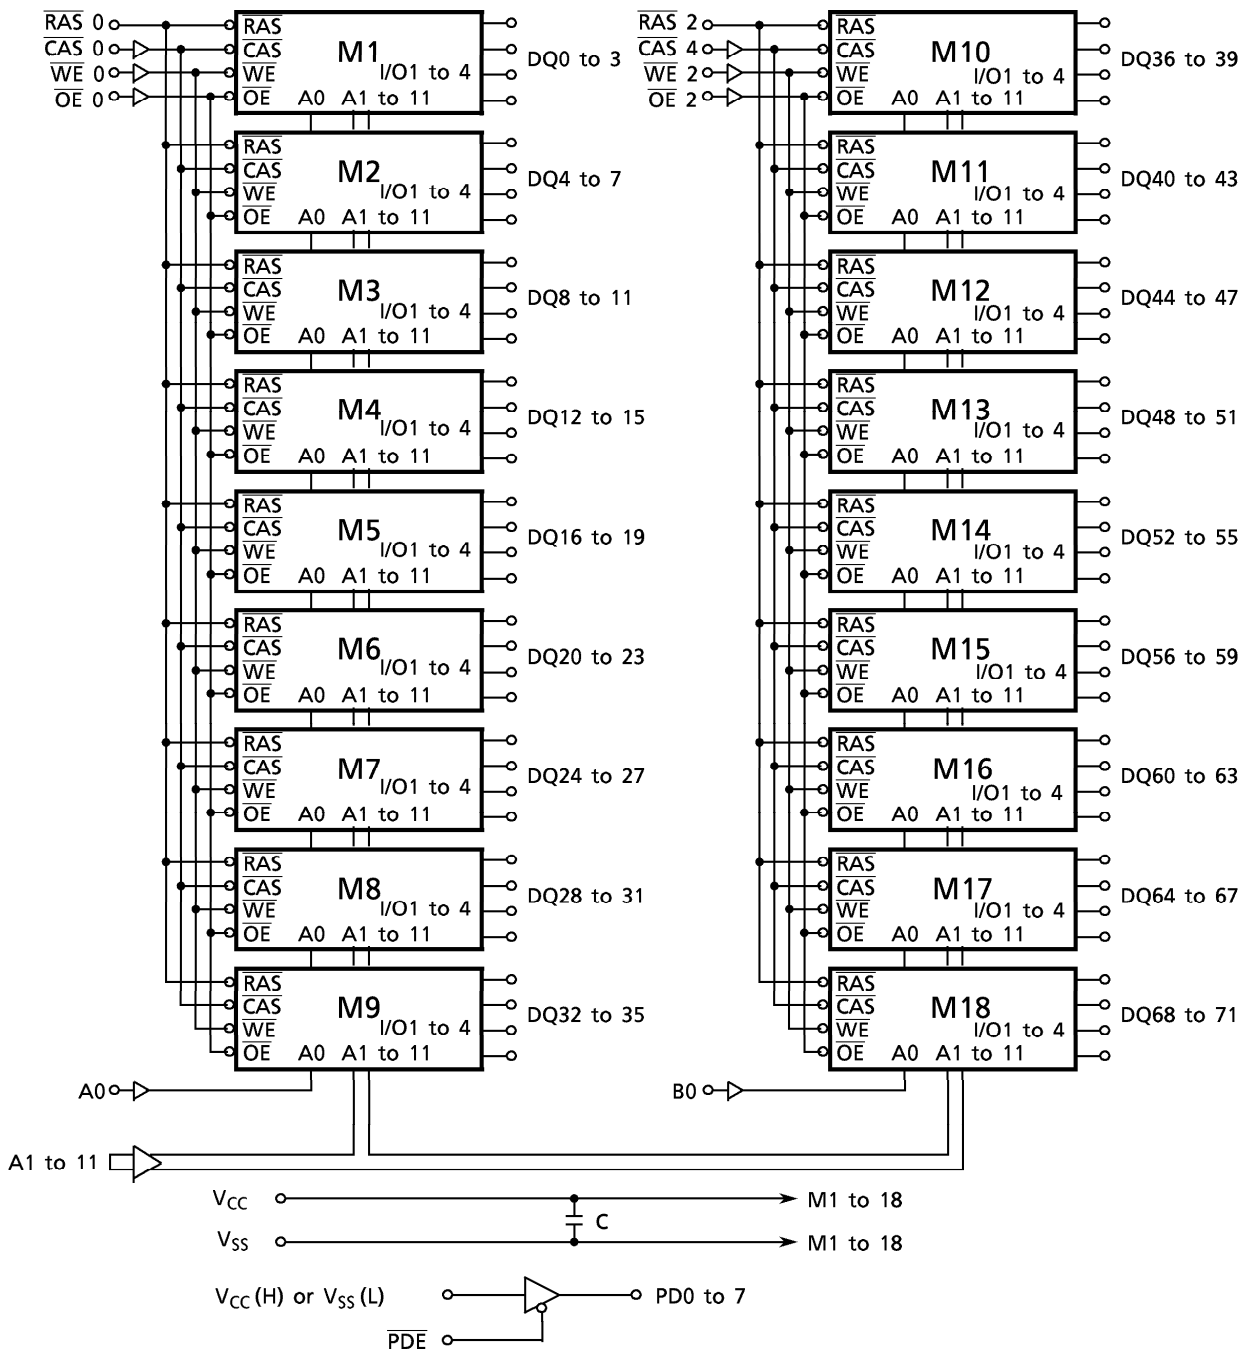 RAS 0
CAS 0
WE 0
OE 0
RAS
CAS
WE
OE
M1
I/O1 to 4
A0 A1 to 11
DQ0 to 3
RAS
CAS
WE
OE
M2
I/O1 to 4
A0 A1 to 11
DQ4 to 7
RAS
CAS
WE
OE
M3
I/O1 to 4
A0 A1 to 11
DQ8 to 11
RAS
CAS
WE
OE
M4
I/O1 to 4
A0 A1 to 11
DQ12 to 15
RAS
CAS
WE
OE
M5
I/O1 to 4
A0 A1 to 11
DQ16 to 19
RAS
CAS
WE
OE
M6
I/O1 to 4
A0 A1 to 11
DQ20 to 23
RAS
CAS
WE
OE
M7
I/O1 to 4
A0 A1 to 11
DQ24 to 27
RAS
CAS
WE
OE
M8
I/O1 to 4
A0 A1 to 11
DQ28 to 31
RAS
CAS
WE
OE
M9
I/O1 to 4
A0 A1 to 11
DQ32 to 35
RAS 2
CAS 4
WE 2
OE 2
RAS
CAS
WE
OE
M10
I/O1 to 4
A0 A1 to 11
DQ36 to 39
RAS
CAS
WE
OE
M11
I/O1 to 4
A0 A1 to 11
DQ40 to 43
RAS
CAS
WE
OE
M12
I/O1 to 4
A0 A1 to 11
DQ44 to 47
RAS
CAS
WE
OE
M13
I/O1 to 4
A0 A1 to 11
DQ48 to 51
RAS
CAS
WE
OE
M14
I/O1 to 4
A0 A1 to 11
DQ52 to 55
RAS
CAS
WE
OE
M15
I/O1 to 4
A0 A1 to 11
DQ56 to 59
RAS
CAS
WE
OE
M16
I/O1 to 4
A0 A1 to 11
DQ60 to 63
RAS
CAS
WE
OE
M17
I/O1 to 4
A0 A1 to 11
DQ64 to 67
RAS
CAS
WE
OE
M18
I/O1 to 4
A0 A1 to 11
DQ68 to 71
A0
B0
A1 to 11
VCC
M1 to 18
C
VSS
M1 to 18
VCC (H) or VSS (L)
PD0 to 7
PDE